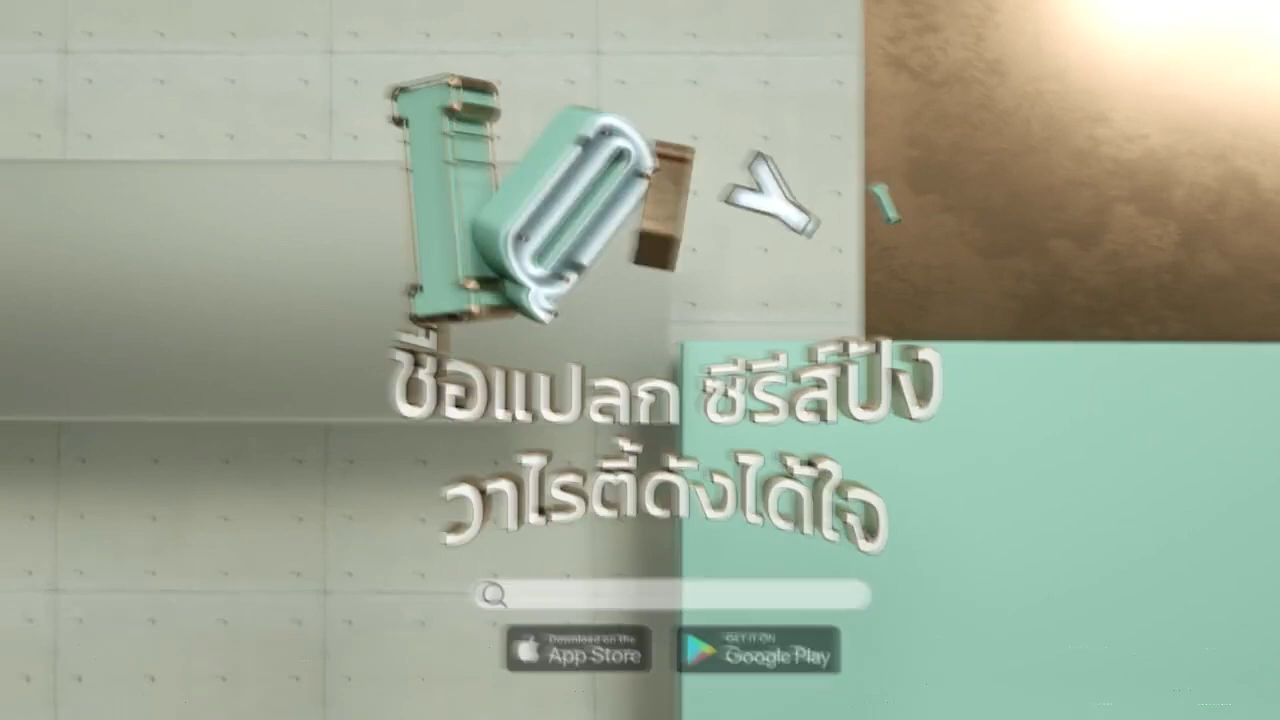 iQiYI
ชื่อแปลก ซีรีส์ปัง
วาไรตี้ดังได้ใจ
Download on the
App Store
GET IT ON
Google Play